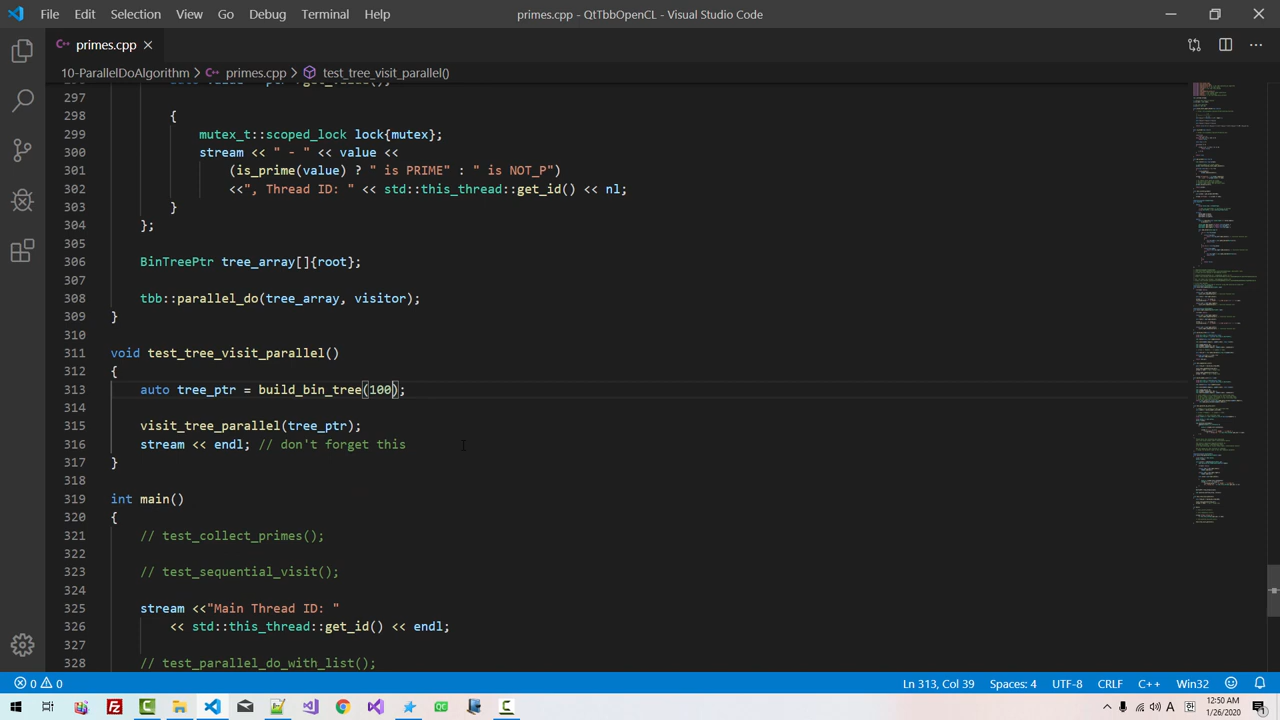 File Edit Selection View Go Debug Terminal Help primes.cpp - QtTbbOpenCL - Visual Studio Code
primes.cpp
10-ParallelDoAlgorithm > primes.cpp > test_tree_visit_parallel()
297
298 {
299 mutex_t::scoped_lock lock{mutex};
300 stream << " - " << value <<
301 (is_prime(value) ? " is PRIME" : " is NOT_P")
302 <<", Thread ID: " << std::this_thread::get_id() << nl;
303 }
304 };
305
306 BinTreePtr tree_array[]{root};
307
308 tbb::parallel_do(tree_array, visitor);
309 }
310
311 void test_tree_visit_parallel()
312 {
313 auto tree_ptr = build_bin_tree(100);
314
315 visit_tree_parallel(tree_ptr);
316 stream << endl; // don't forget this
317 }
318
319 int main()
320 {
321 // test_collect_primes();
322
323 // test_sequential_visit();
324
325 stream <<"Main Thread ID: "
326 << std::this_thread::get_id() << endl;
327
328 // test_parallel_do_with_list();
0 0 Ln 313, Col 39 Spaces: 4 UTF-8 CRLF C++ Win32
12:50 AM
1/26/2020